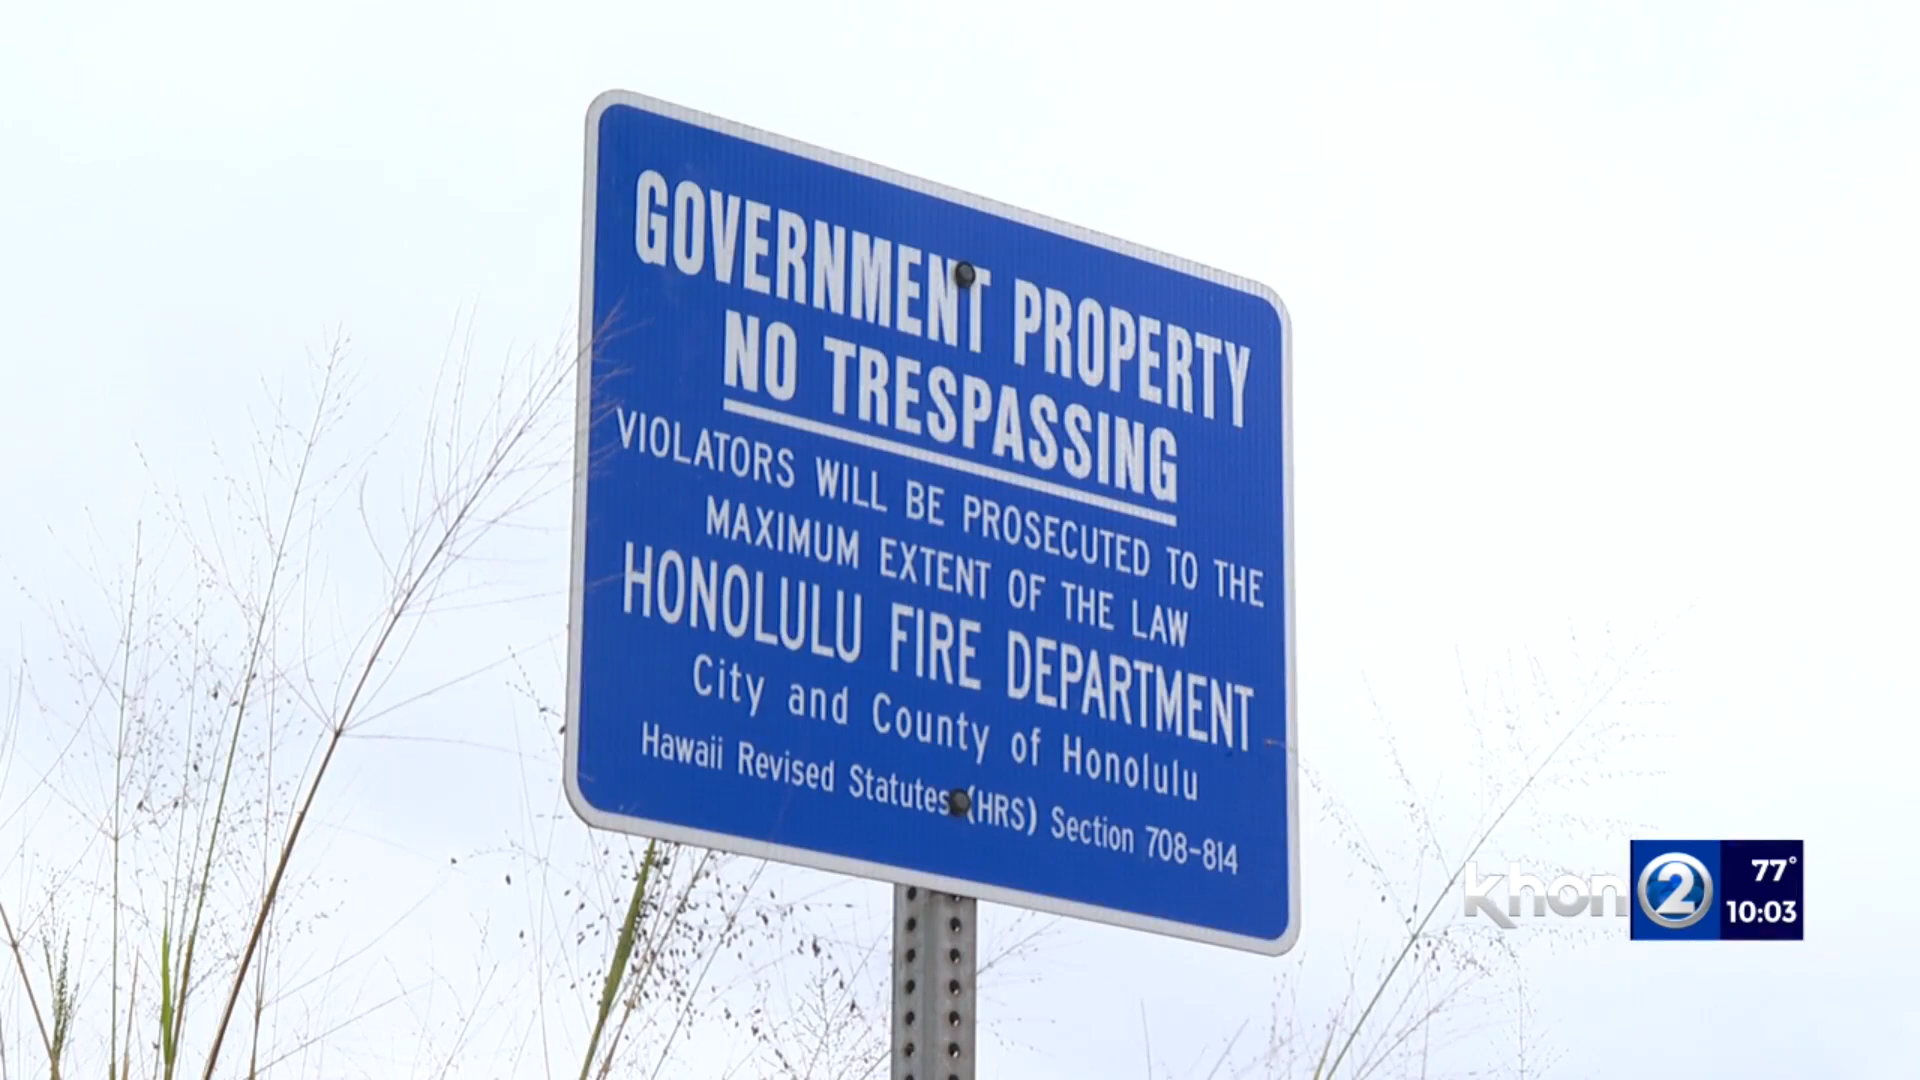 GOVERNMENT PROPERTY
NO TRESPASSING
VIOLATORS WILL BE PROSECUTED TO THE
MAXIMUM EXTENT OF THE LAW
HONOLULU FIRE DEPARTMENT
City and County of Honolulu
Hawaii Revised Statutes (HRS) Section 708-814
khon 2
77°
10:03